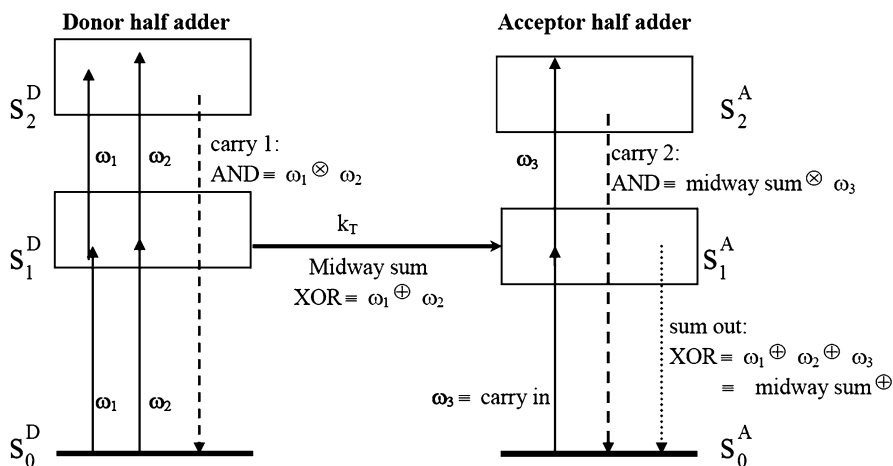 Donor half adder
Acceptor half adder
S₂ᴰ
S₂ᴬ
ω₁
ω₂
carry 1:
AND≡ ω₁⊗ ω₂
ω₃
carry 2:
AND≡ midway sum⊗ ω₃
S₁ᴰ
k_T
S₁ᴬ
Midway sum
XOR≡ ω₁⊕ ω₂
sum out:
XOR≡ ω₁⊕ ω₂⊕ ω₃
≡ midway sum⊕
ω₁
ω₂
ω₃≡ carry in
S₀ᴰ
S₀ᴬ